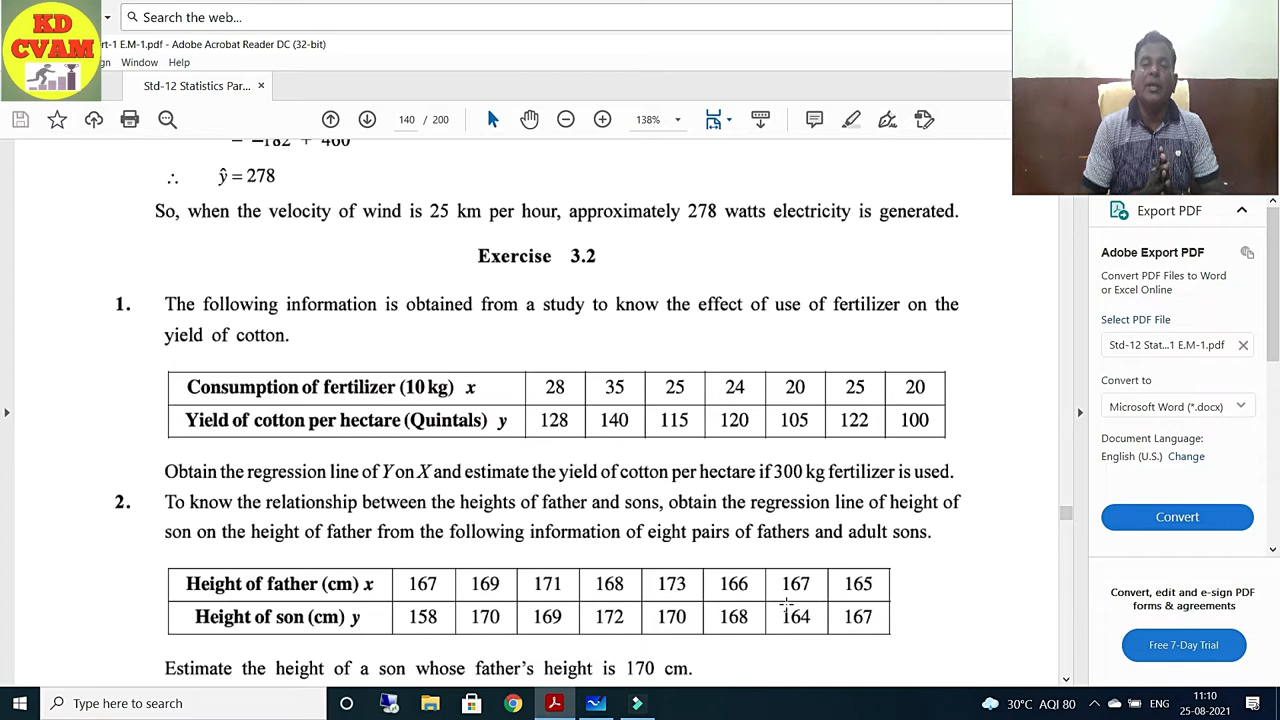 KD
CVAM
Search the web...
rt-1 E.M-1.pdf - Adobe Acrobat Reader DC (32-bit)
gn Window Help
Std-12 Statistics Par... ×
140 / 200
138%
= –182 + 460
∴ ŷ = 278
So, when the velocity of wind is 25 km per hour, approximately 278 watts electricity is generated.
Exercise 3.2
1. The following information is obtained from a study to know the effect of use of fertilizer on the
yield of cotton.
Consumption of fertilizer (10 kg) x 28 35 25 24 20 25 20
Yield of cotton per hectare (Quintals) y 128 140 115 120 105 122 100
Obtain the regression line of Y on X and estimate the yield of cotton per hectare if 300 kg fertilizer is used.
2. To know the relationship between the heights of father and sons, obtain the regression line of height of
son on the height of father from the following information of eight pairs of fathers and adult sons.
Height of father (cm) x 167 169 171 168 173 166 167 165
Height of son (cm) y 158 170 169 172 170 168 164 167
Estimate the height of a son whose father's height is 170 cm.
Export PDF
Adobe Export PDF
Convert PDF Files to Word
or Excel Online
Select PDF File
Std-12 Stat...1 E.M-1.pdf ×
Convert to
Microsoft Word (*.docx)
Document Language:
English (U.S.) Change
Convert
Convert, edit and e-sign PDF
forms & agreements
Free 7-Day Trial
Type here to search
30°C AQI 80
ENG
11:10
25-08-2021